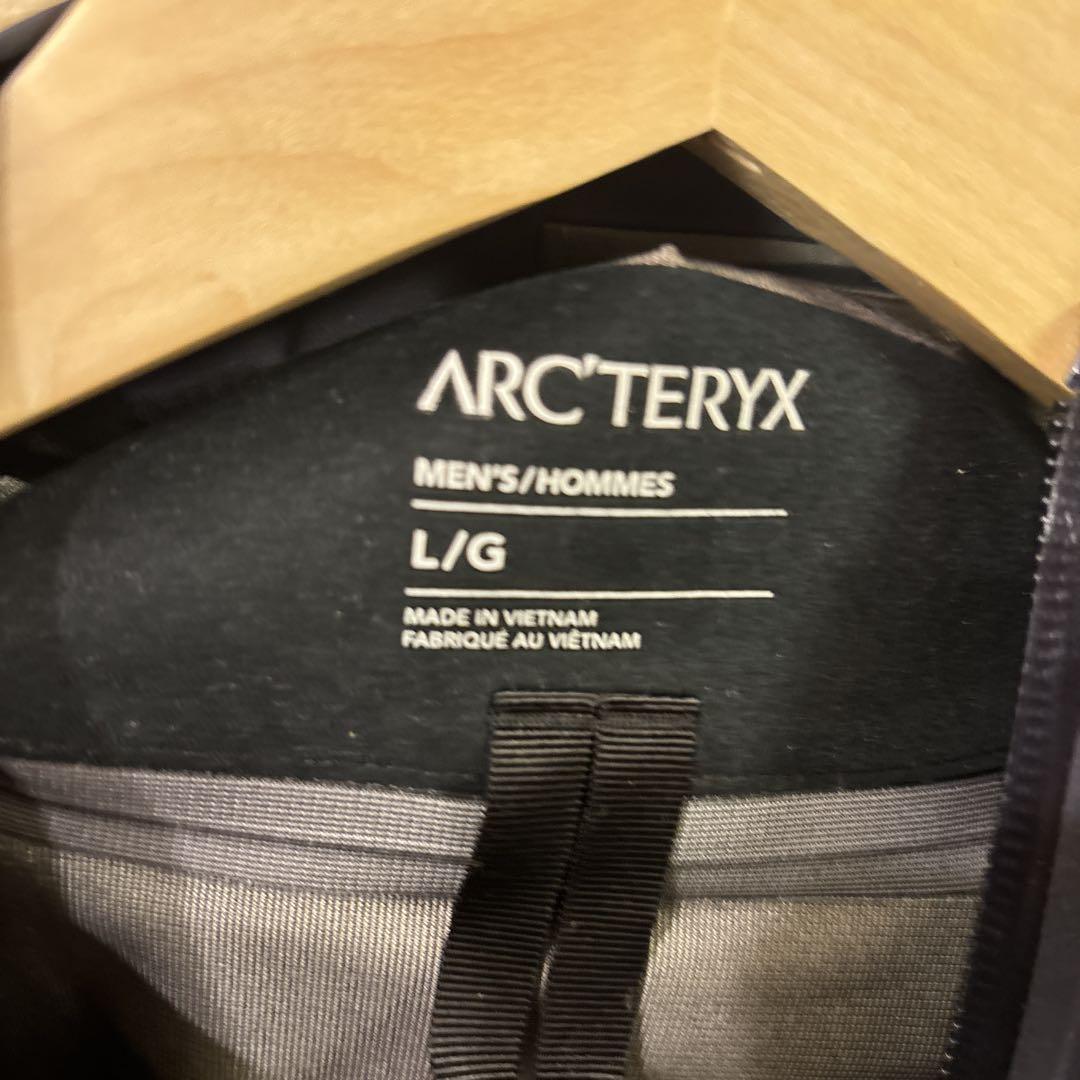 ARC'TERYX
MEN'S/HOMMES
L/G
MADE IN VIETNAM
FABRIQUÉ AU VIÊTNAM